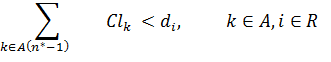 ∑ Cl_k < d_i, k ∈ A, i ∈ R
k∈A(n*−1)